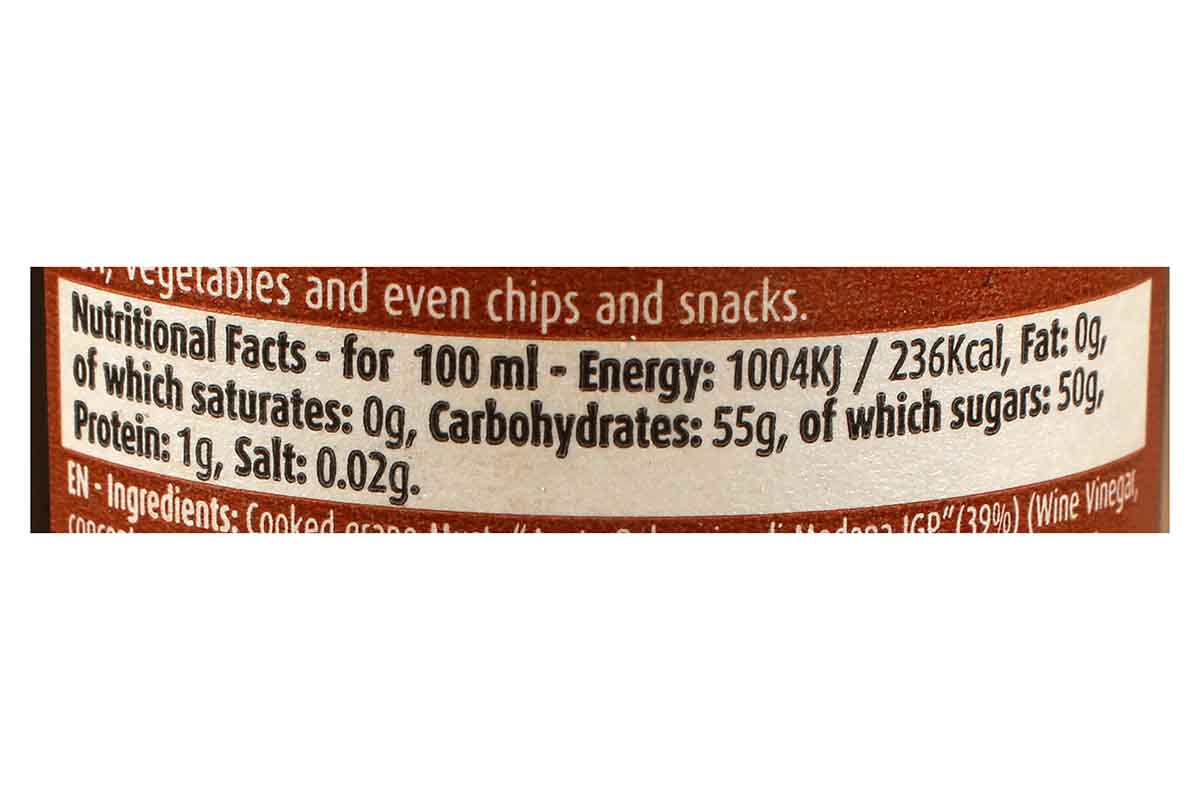 vegetables and even chips and snacks.
Nutritional Facts - for 100 ml - Energy: 1004KJ / 236Kcal, Fat: 0g,
of which saturates: 0g, Carbohydrates: 55g, of which sugars: 50g,
Protein: 1g, Salt: 0.02g.
EN - Ingredients: Cooked grape Modena IGP" (39%) (Wine Vinegar,